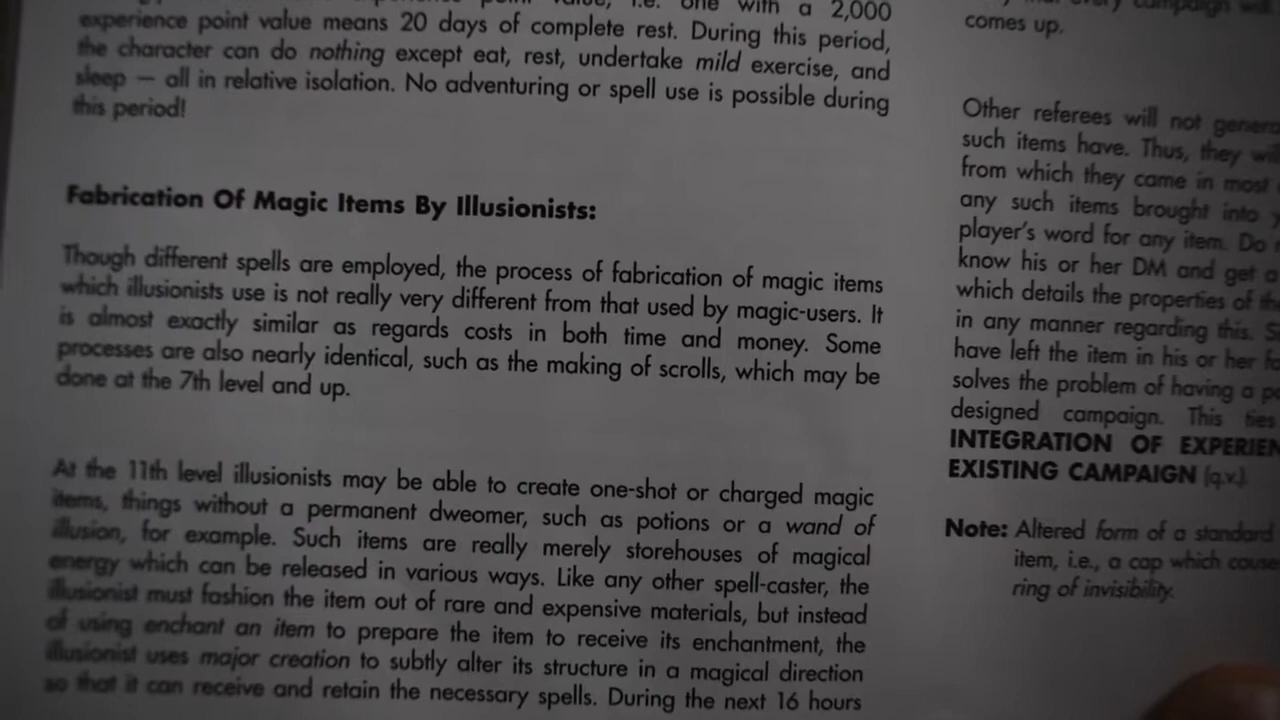 experience point value means 20 days of complete rest. During this period,
the character can do nothing except eat, rest, undertake mild exercise, and
sleep — all in relative isolation. No adventuring or spell use is possible during
this period!
Fabrication Of Magic Items By Illusionists:
Though different spells are employed, the process of fabrication of magic items
which illusionists use is not really very different from that used by magic-users. It
is almost exactly similar as regards costs in both time and money. Some
processes are also nearly identical, such as the making of scrolls, which may be
done at the 7th level and up.
At the 11th level illusionists may be able to create one-shot or charged magic
items, things without a permanent dweomer, such as potions or a wand of
illusion, for example. Such items are really merely storehouses of magical
energy which can be released in various ways. Like any other spell-caster, the
illusionist must fashion the item out of rare and expensive materials, but instead
of using enchant an item to prepare the item to receive its enchantment, the
illusionist uses major creation to subtly alter its structure in a magical direction
so that it can receive and retain the necessary spells. During the next 16 hours
comes up.
Other referees will not
such items have. Thus, they
from which they came in most
any such items brought into
player's word for any item. Do
know his or her DM and get a
which details the properties of
in any manner regarding this.
have left the item in his or her
solves the problem of having a
designed campaign. This ties
INTEGRATION OF
EXISTING CAMPAIGN (q.v.)
Note: Altered form of a standard
item, i.e., a cap which
ring of invisibility.